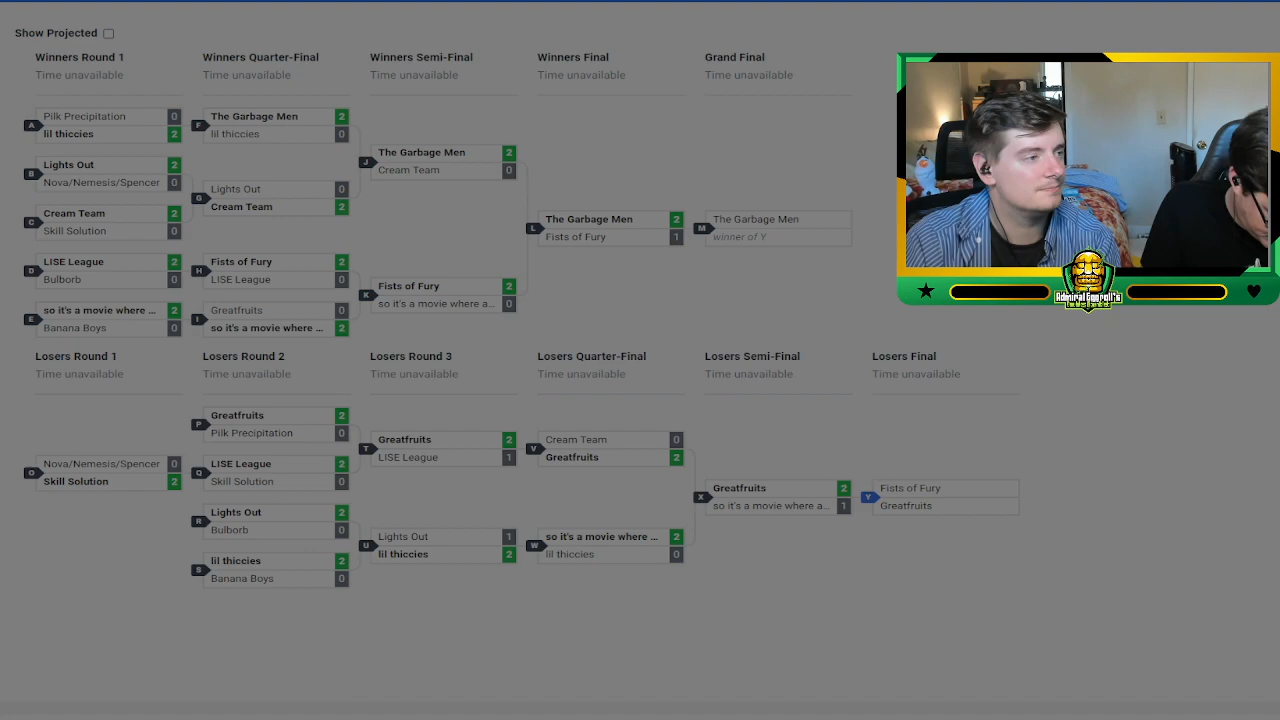 Show Projected
Winners Round 1
Time unavailable
Winners Quarter-Final
Time unavailable
Winners Semi-Final
Time unavailable
Winners Final
Time unavailable
Grand Final
Time unavailable
A
Pilk Precipitation 0
lil thiccies 2
B
Lights Out 2
Nova/Nemesis/Spencer 0
C
Cream Team 2
Skill Solution 0
D
LISE League 2
Bulborb 0
E
so it's a movie where ... 2
Banana Boys 0
F
The Garbage Men 2
lil thiccies 0
G
Lights Out 0
Cream Team 2
H
Fists of Fury 2
LISE League 0
I
Greatfruits 0
so it's a movie where ... 2
J
The Garbage Men 2
Cream Team 0
K
Fists of Fury 2
so it's a movie where a... 0
L
The Garbage Men 2
Fists of Fury 1
M
The Garbage Men
winner of Y
Losers Round 1
Time unavailable
Losers Round 2
Time unavailable
Losers Round 3
Time unavailable
Losers Quarter-Final
Time unavailable
Losers Semi-Final
Time unavailable
Losers Final
Time unavailable
O
Nova/Nemesis/Spencer 0
Skill Solution 2
P
Greatfruits 2
Pilk Precipitation 0
Q
LISE League 2
Skill Solution 0
R
Lights Out 2
Bulborb 0
S
lil thiccies 2
Banana Boys 0
T
Greatfruits 2
LISE League 1
U
Lights Out 1
lil thiccies 2
V
Cream Team 0
Greatfruits 2
W
so it's a movie where ... 2
lil thiccies 0
X
Greatfruits 2
so it's a movie where a... 1
Y
Fists of Fury
Greatfruits